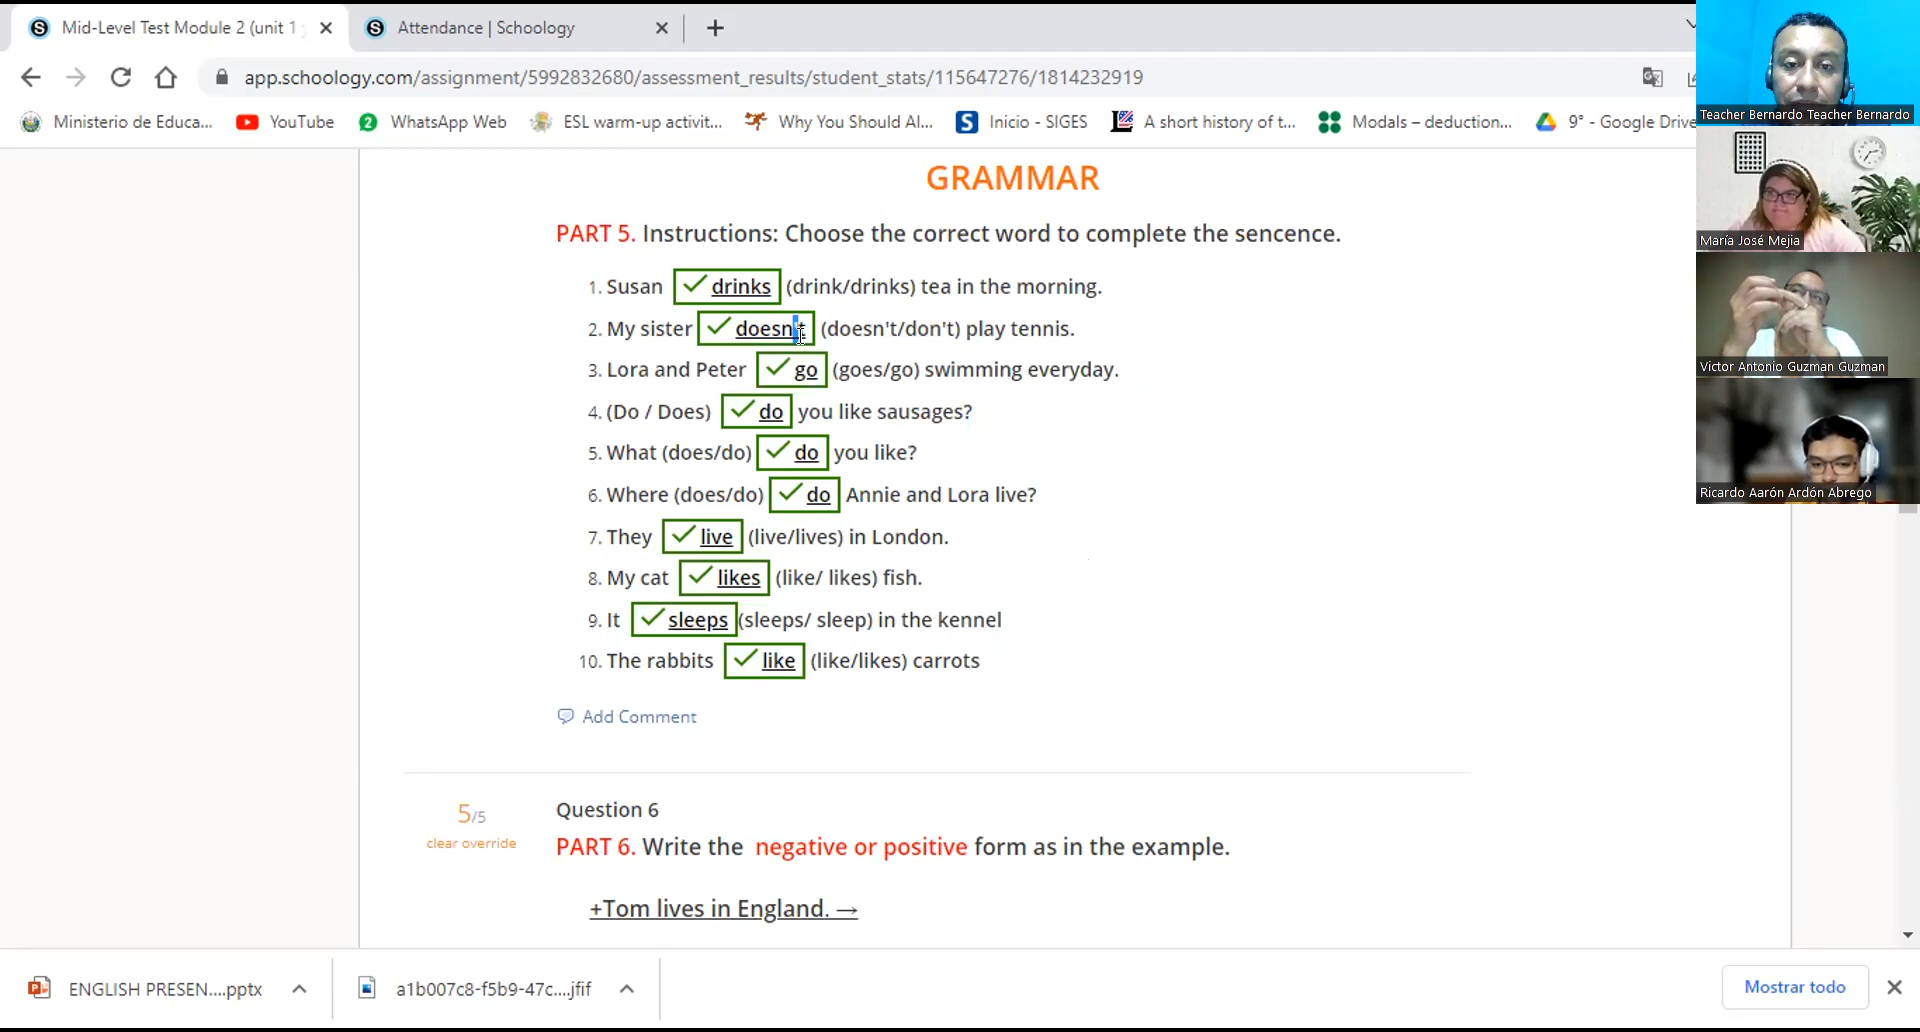 Mid-Level Test Module 2 (unit 1
Attendance | Schoology
app.schoology.com/assignment/5992832680/assessment_results/student_stats/115647276/1814232919
Ministerio de Educa...
YouTube
2 WhatsApp Web
ESL warm-up activit...
Why You Should Al...
S Inicio - SIGES
A short history of t...
Modals – deduction...
9° - Google Drive
Teacher Bernardo Teacher Bernardo
María José Mejia
Victor Antonio Guzman Guzman
Ricardo Aarón Ardón Abrego
GRAMMAR
PART 5. Instructions: Choose the correct word to complete the sencence.
1. Susan drinks (drink/drinks) tea in the morning.
2. My sister doesn't (doesn't/don't) play tennis.
3. Lora and Peter go (goes/go) swimming everyday.
4. (Do / Does) do you like sausages?
5. What (does/do) do you like?
6. Where (does/do) do Annie and Lora live?
7. They live (live/lives) in London.
8. My cat likes (like/ likes) fish.
9. It sleeps (sleeps/ sleep) in the kennel
10. The rabbits like (like/likes) carrots
Add Comment
5/5
clear override
Question 6
PART 6. Write the negative or positive form as in the example.
+Tom lives in England. →
ENGLISH PRESEN....pptx
a1b007c8-f5b9-47c....jfif
Mostrar todo